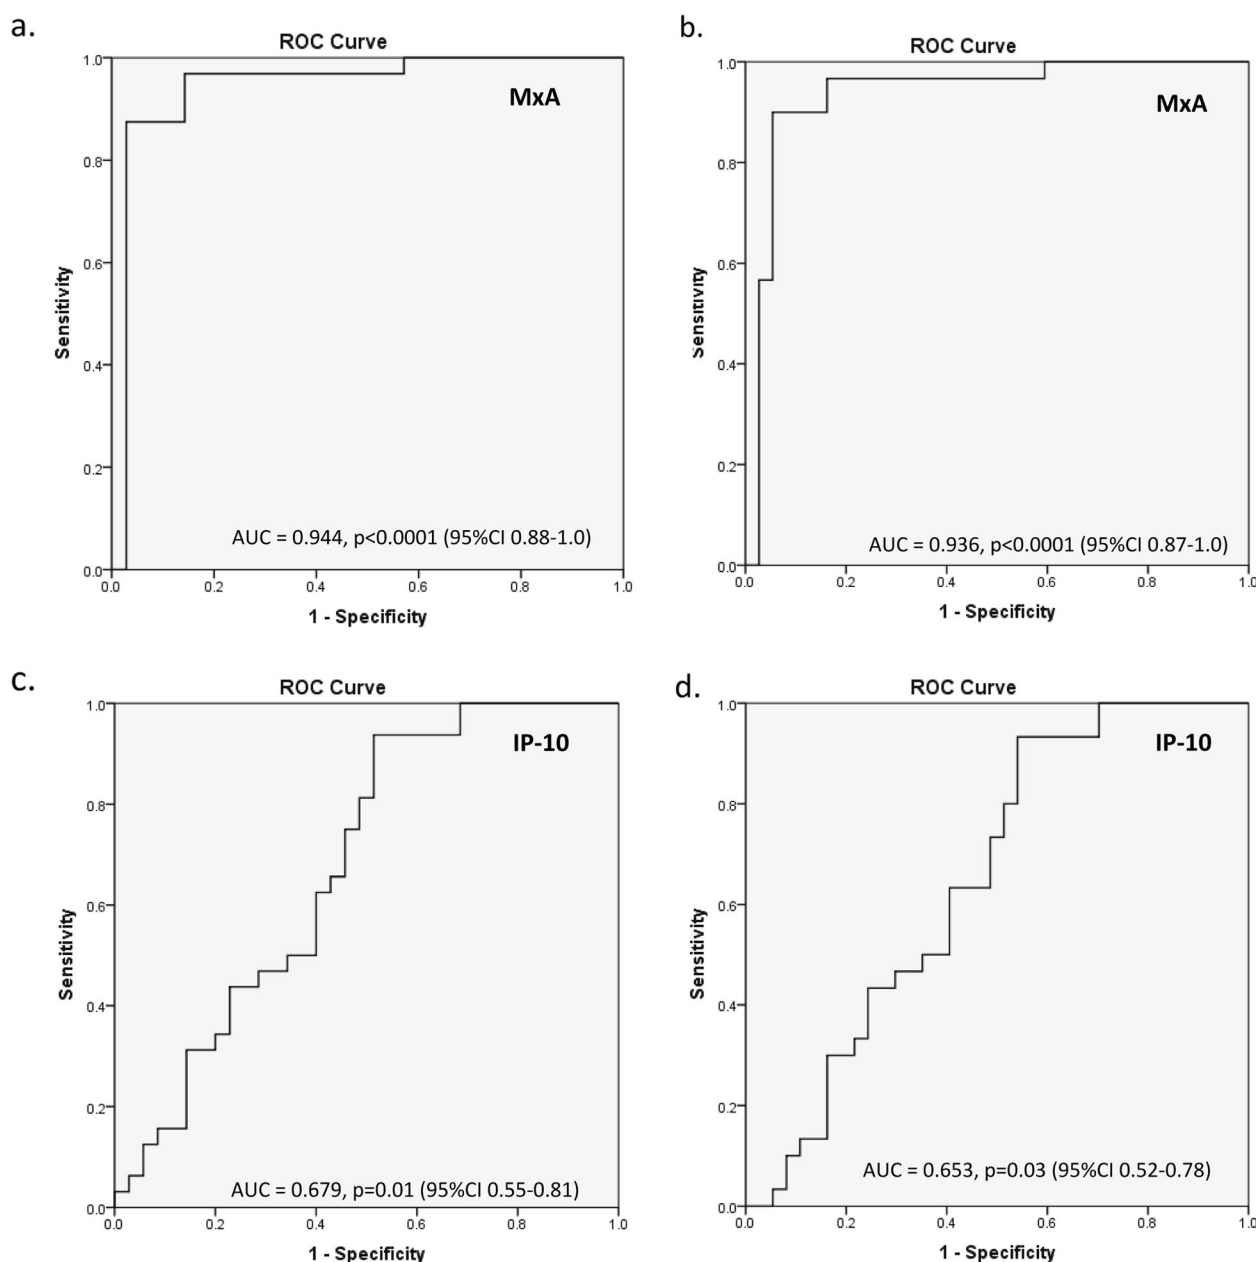 a.
ROC Curve
MxA
1.0
0.8
0.6
0.4
0.2
0.0
Sensitivity
AUC = 0.944, p<0.0001 (95%CI 0.88-1.0)
0.0 0.2 0.4 0.6 0.8 1.0
1 - Specificity
b.
ROC Curve
MxA
1.0
0.8
0.6
0.4
0.2
0.0
Sensitivity
AUC = 0.936, p<0.0001 (95%CI 0.87-1.0)
0.0 0.2 0.4 0.6 0.8 1.0
1 - Specificity
c.
ROC Curve
IP-10
1.0
0.8
0.6
0.4
0.2
0.0
Sensitivity
AUC = 0.679, p=0.01 (95%CI 0.55-0.81)
0.0 0.2 0.4 0.6 0.8 1.0
1 - Specificity
d.
ROC Curve
IP-10
1.0
0.8
0.6
0.4
0.2
0.0
Sensitivity
AUC = 0.653, p=0.03 (95%CI 0.52-0.78)
0.0 0.2 0.4 0.6 0.8 1.0
1 - Specificity